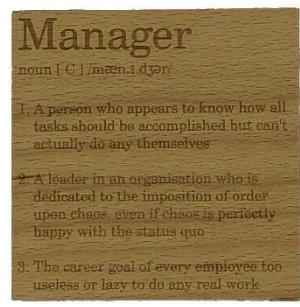 Manager
noun [ C ] /mæn.ɪ.dʒər/
1. A person who appears to know how all
tasks should be accomplished but can't
actually do any themselves
2. A leader in an organisation who is
dedicated to the imposition of order
upon chaos, even if chaos is perfectly
happy with the status quo
3. The career goal of every employee too
useless or lazy to do any real work